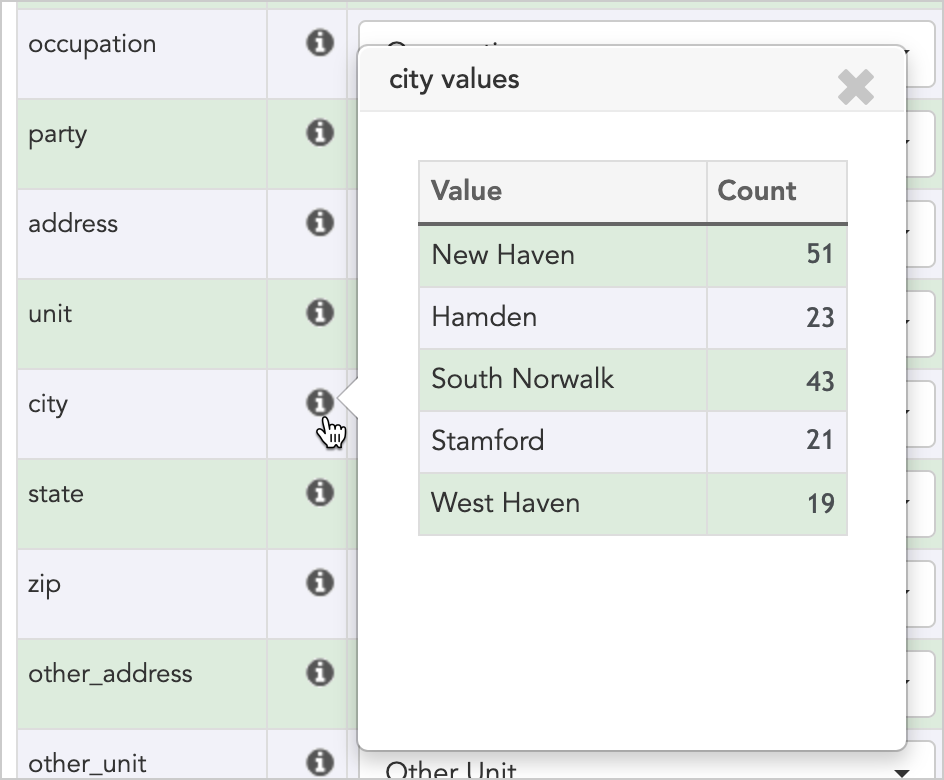 occupation
party
address
unit
city
state
zip
other_address
other_unit
city values
Value Count
New Haven 51
Hamden 23
South Norwalk 43
Stamford 21
West Haven 19
Other Unit